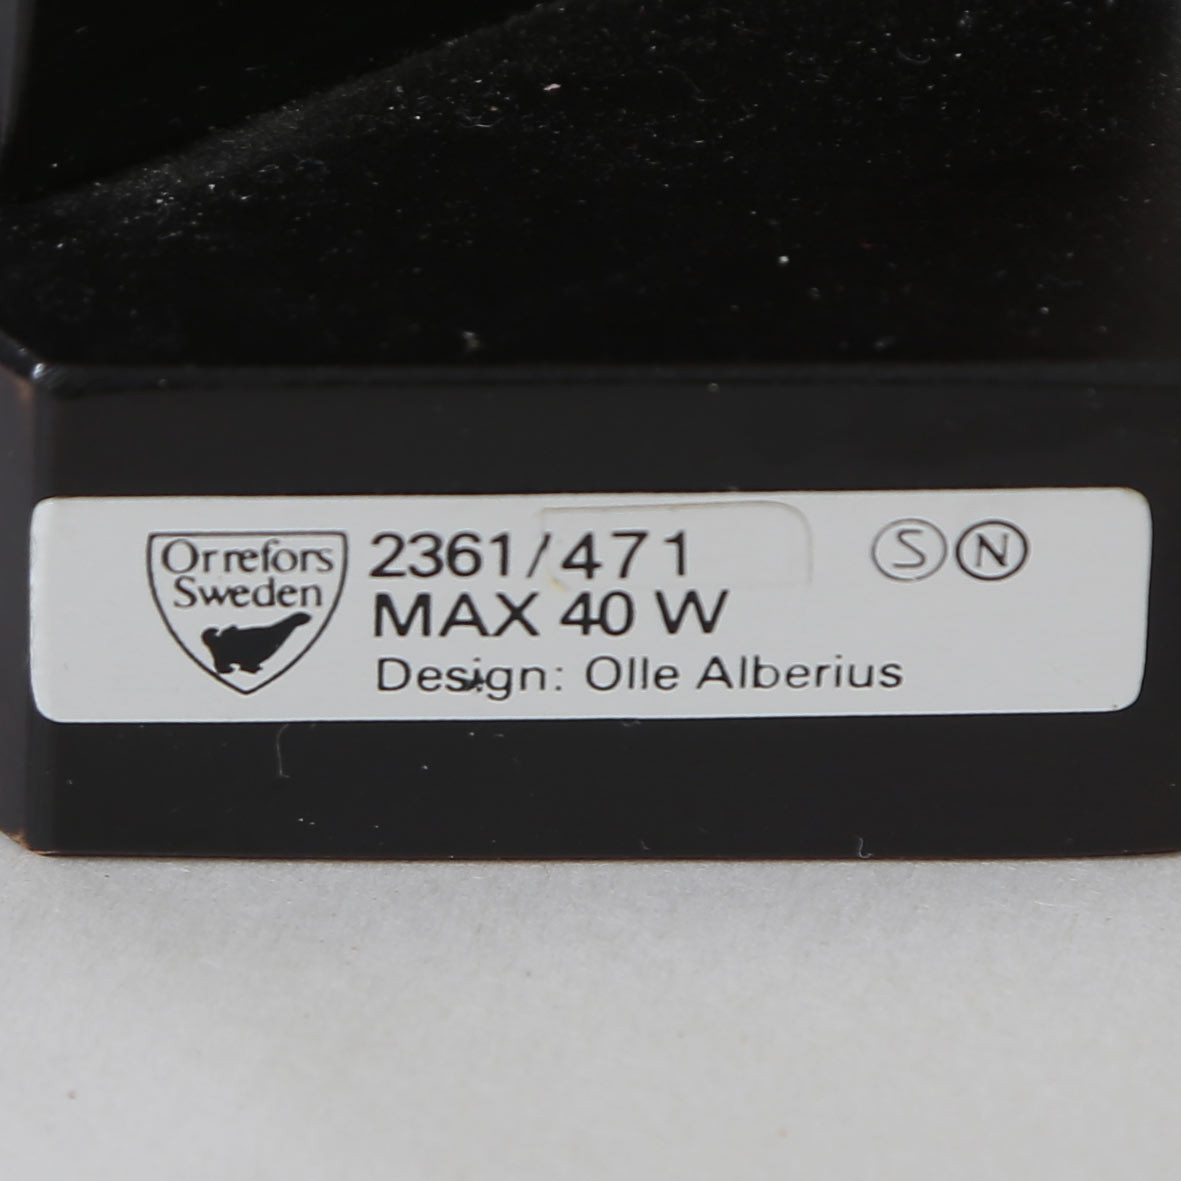 Orrefors
Sweden
2361/471
MAX 40 W
Design: Olle Alberius
S N